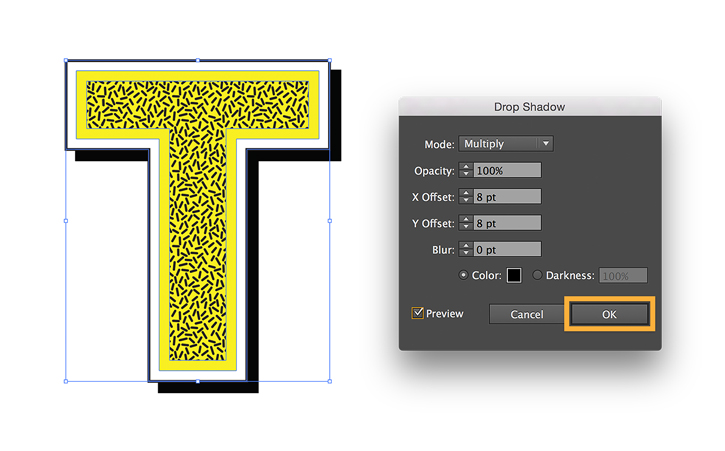 T
Drop Shadow
Mode: Multiply
Opacity: 100%
X Offset: 8 pt
Y Offset: 8 pt
Blur: 0 pt
Color: Darkness: 100%
Preview Cancel OK